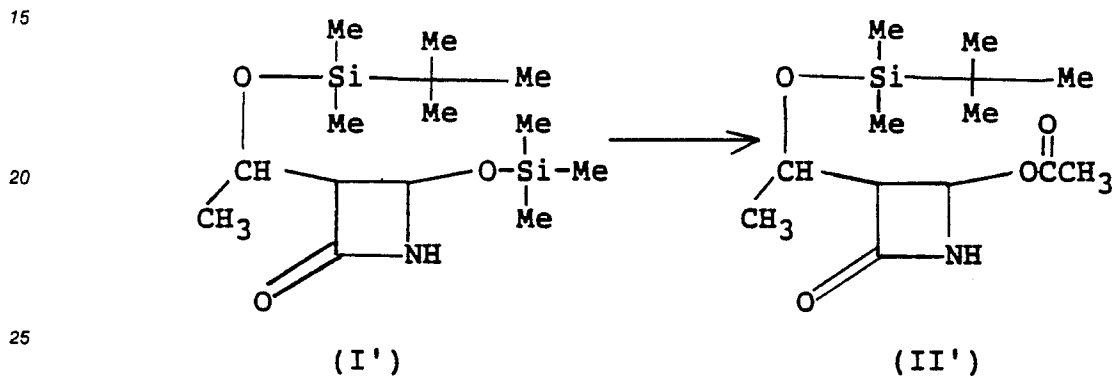 15
Me Me Me Me
O Si Me O Si Me
Me Me Me Me Me O
Me
20
CH O-Si-Me CH OCCH3
CH3 Me CH3
NH NH
O O
25
(I') (II')